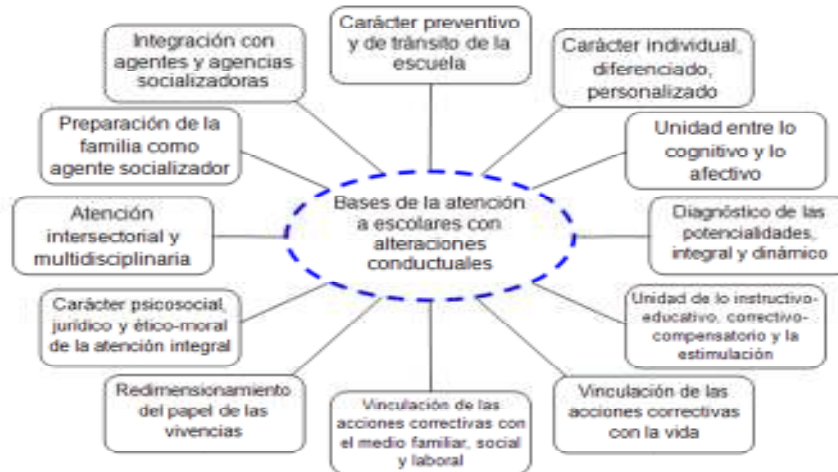 Carácter preventivo
y de trànsito de la
escuela
Integración con
agentes y agencias
socializadoras
Carácter individual,
diferenciado,
personalizado
Preparación de la
familia como
agente socializador
Unidad entre lo
cognitivo y lo
afectivo
Bases de la atención
a escolares con
alteraciones
conductuales
Atención
intersectorial y
multidisciplinaria
Diagnóstico de las
potencialidades,
integral y dinámico
Carácter psicosocial,
jurídico y ético-moral
de la atención integral
Unidad de lo instructivo-
educativo, correctivo-
compensatorio y la
estimulación
Redimensionamiento
del papel de las
vivencias
Vinculación de las
acciones correctivas con
el medio familiar, social
y laboral
Vinculación de las
acciones correctivas
con la vida